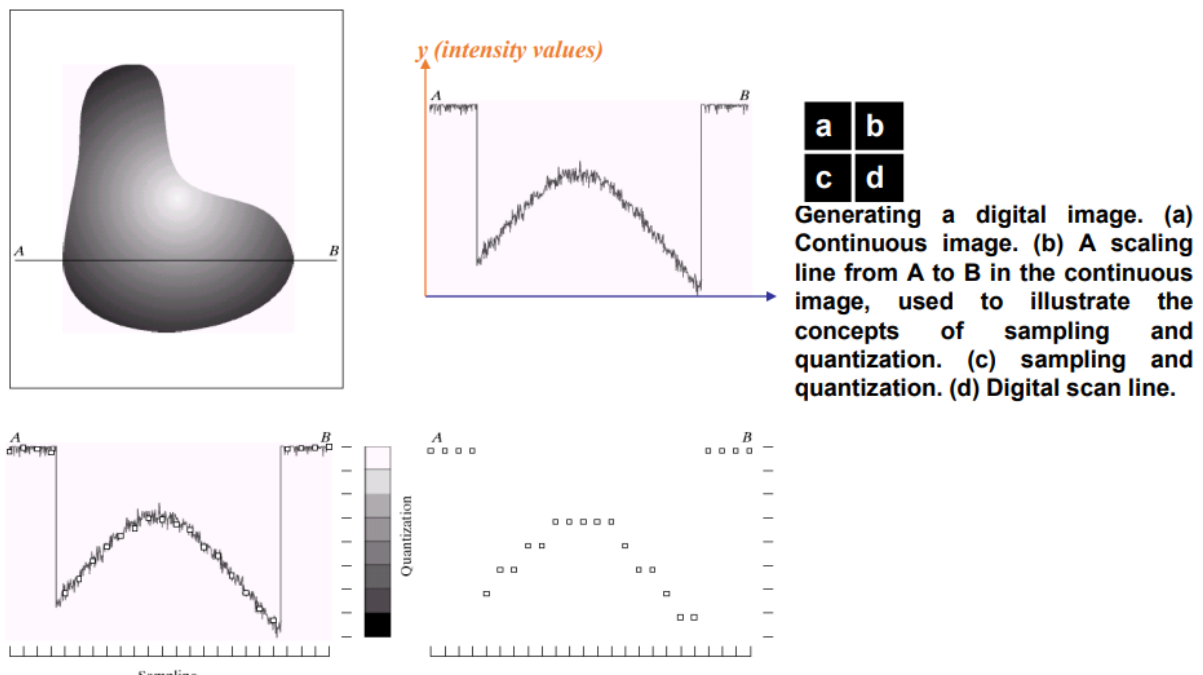 A B
y (intensity values)
A B
a b
c d
Generating a digital image. (a)
Continuous image. (b) A scaling
line from A to B in the continuous
image, used to illustrate the
concepts of sampling and
quantization. (c) sampling and
quantization. (d) Digital scan line.
A B
Quantization
Sampling
A B